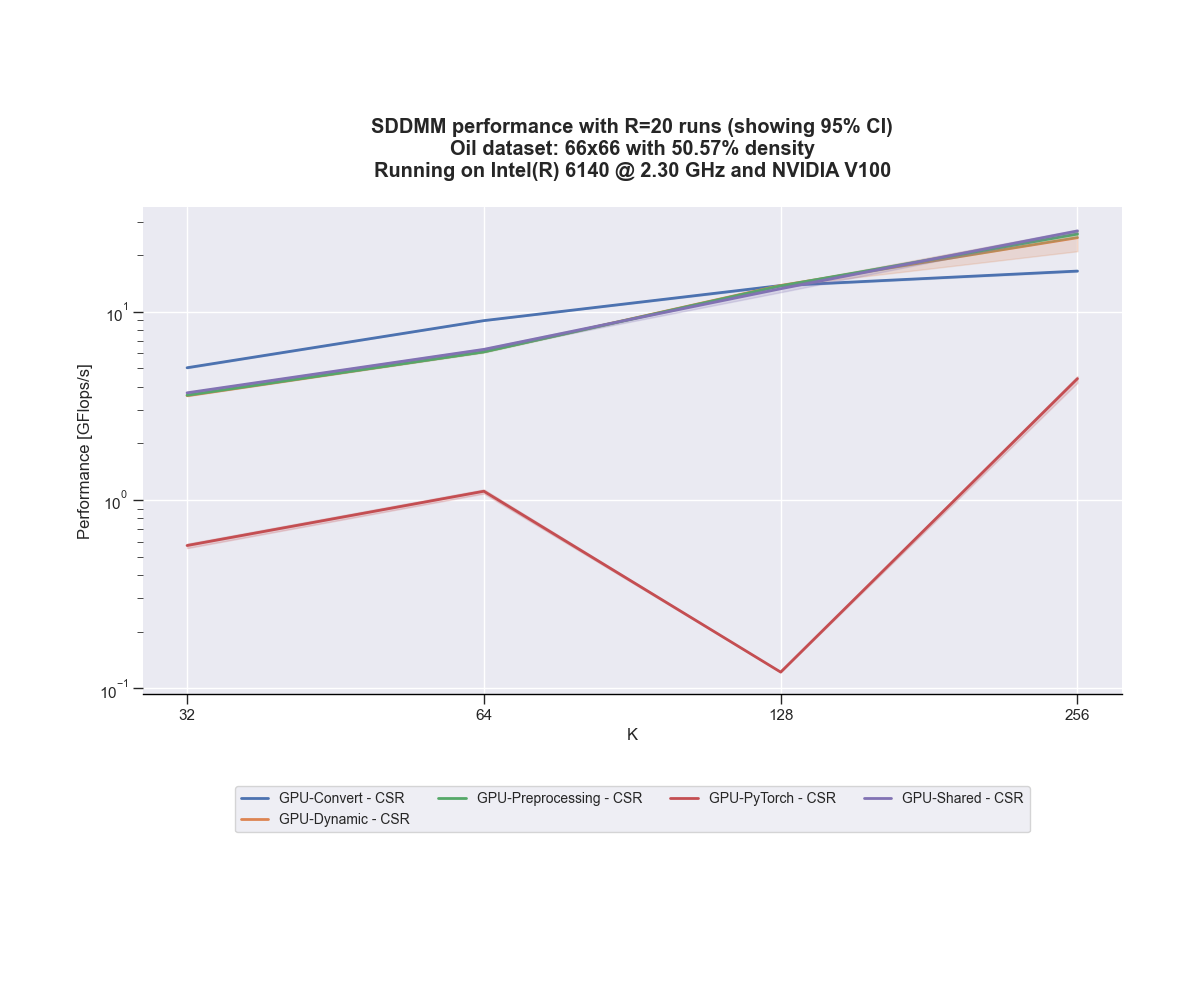 SDDMM performance with R=20 runs (showing 95% CI)
Oil dataset: 66x66 with 50.57% density
Running on Intel(R) 6140 @ 2.30 GHz and NVIDIA V100
Performance [GFlops/s]
10^1
10^0
10^-1
32 64 128 256
K
GPU-Convert - CSR GPU-Preprocessing - CSR GPU-PyTorch - CSR GPU-Shared - CSR
GPU-Dynamic - CSR